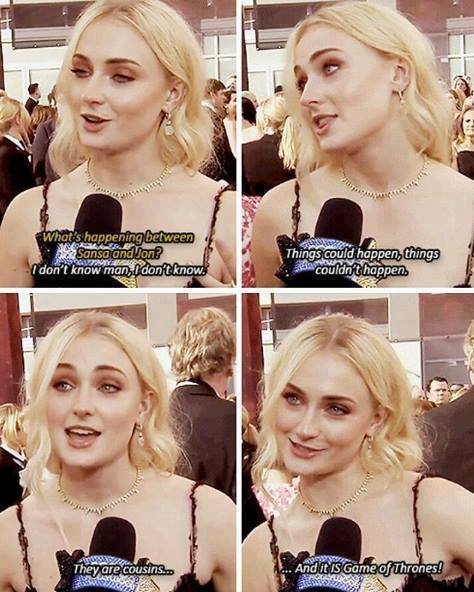 What's happening between
Sansa and Jon?
I don't know man, I don't know.
Things could happen, things
couldn't happen.
They are cousins...
... And it IS Game of Thrones!